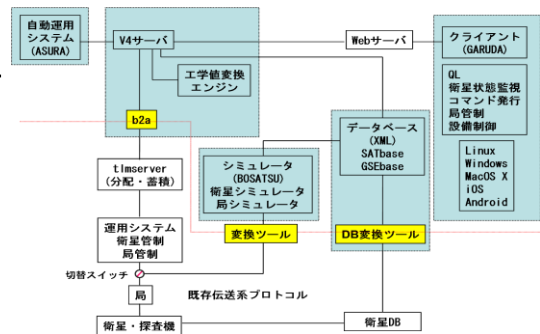 自動運用
システム
(ASURA)
V4サーバ
Webサーバ
クライアント
(GARUDA)
工学値変換
エンジン
QL
衛星状態監視
コマンド発行
局管制
設備制御
b2a
データベース
(XML)
SATbase
GSEbase
Linux
Windows
MacOS X
iOS
Android
tlmserver
(分配・蓄積)
シミュレータ
(BOSATSU)
衛星シミュレータ
局シミュレータ
運用システム
衛星管制
局管制
変換ツール
DB変換ツール
切替スイッチ
局
既存伝送系プロトコル
衛星・探査機
衛星DB